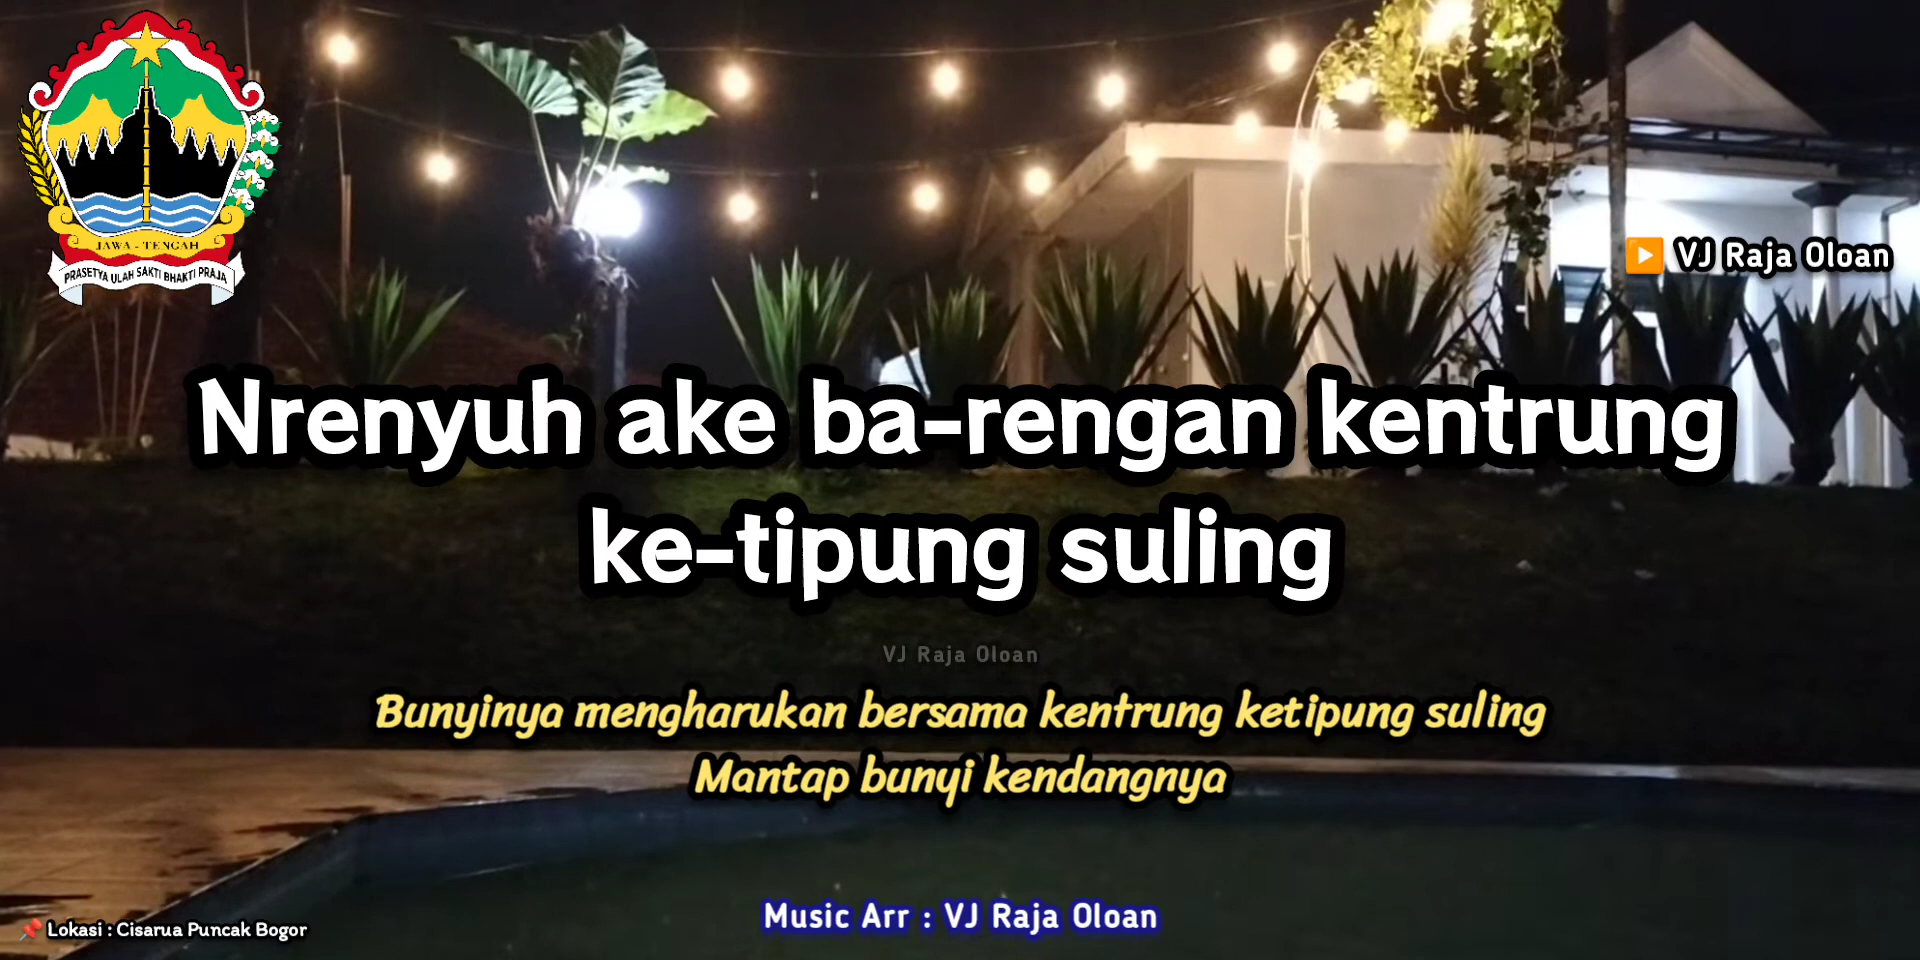 JAWA - TENGAH
PRASETYA ULAH SAKTI BHAKTI PRAJA
VJ Raja Oloan
Nrenyuh ake ba-rengan kentrung
ke-tipung suling
VJ Raja Oloan
Bunyinya mengharukan bersama kentrung ketipung suling
Mantap bunyi kendangnya
Music Arr : VJ Raja Oloan
Lokasi : Cisarua Puncak Bogor